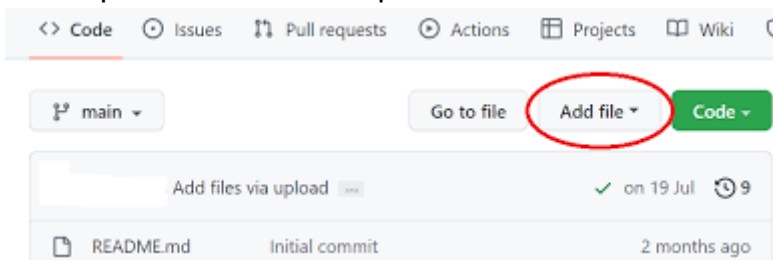 <> Code Issues Pull requests Actions Projects Wiki
main Go to file Add file Code
Add files via upload ... on 19 Jul 9
README.md Initial commit 2 months ago